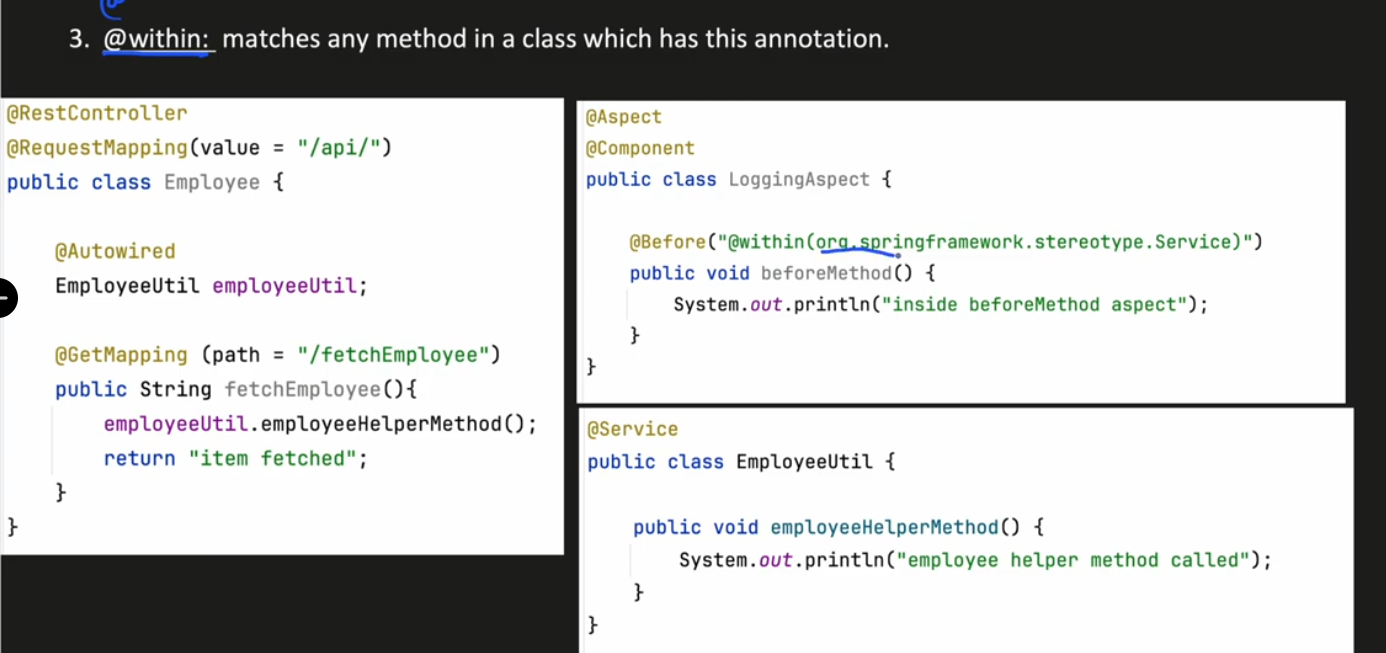 3. @within: matches any method in a class which has this annotation.
@RestController
@RequestMapping(value = "/api/")
public class Employee {
@Autowired
EmployeeUtil employeeUtil;
@GetMapping (path = "/fetchEmployee")
public String fetchEmployee(){
employeeUtil.employeeHelperMethod();
return "item fetched";
}
}
@Aspect
@Component
public class LoggingAspect {
@Before("@within(org.springframework.stereotype.Service)")
public void beforeMethod() {
System.out.println("inside beforeMethod aspect");
}
}
@Service
public class EmployeeUtil {
public void employeeHelperMethod() {
System.out.println("employee helper method called");
}
}